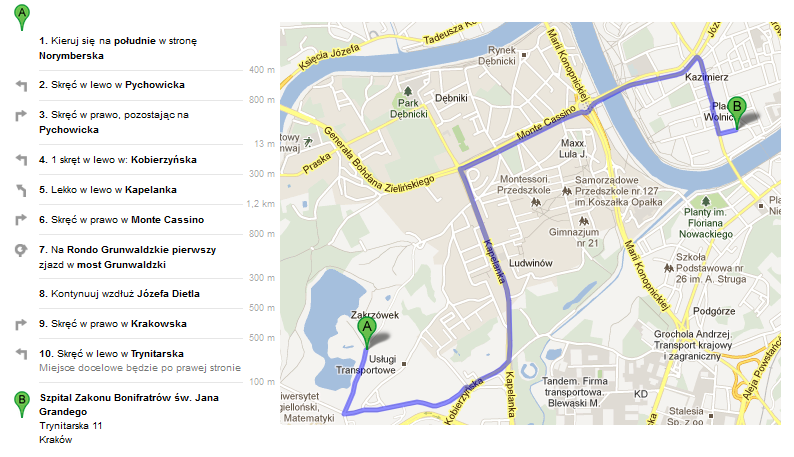 A
1. Kieruj się na południe w stronę
Norymberska
400 m
2. Skręć w lewo w Pychowicka
800 m
3. Skręć w prawo, pozostając na
Pychowicka
13 m
4. 1 skręt w lewo w: Kobierzyńska
300 m
5. Lekko w lewo w Kapelanka
1,2 km
6. Skręć w prawo w Monte Cassino
800 m
7. Na Rondo Grunwaldzkie pierwszy
zjazd w most Grunwaldzki
300 m
8. Kontynuuj wzdłuż Józefa Dietla
500 m
9. Skręć w prawo w Krakowska
500 m
10. Skręć w lewo w Trynitarska
Miejsce docelowe będzie po prawej stronie
100 m
B
Szpital Zakonu Bonifratrów św. Jana
Grandego
Trynitarska 11
Kraków
Księcia Józefa
Tadeusza
Rynek
Dębnicki
Marii Konopnickiej
Kazimierz
Plac
Wolnica
B
Park
Dębnicki
Dębniki
Monte Cassino
Praska
Generała Bohdana Zielińskiego
Maxx.
Lula J.
Montessori.
Przedszkole
Samorządowe
Przedszkole nr 127
im.Koszałka Opałka
Gimnazjum
nr 21
Planty im.
Floriana
Nowackiego
Kapelanka
Ludwinów
Marii Konopnickiej
Szkoła
Podstawowa nr
26 im. A. Struga
Podgórze
Zakrzówek
A
Usługi
Transportowe
Grochola Andrzej.
Transport krajowy
i zagraniczny
Aleja Powstańców
Kobierzyńska
Kapelanka
Tandem. Firma
transportowa.
Blewąski M.
KD
Stalesia
Sp. z oo
iwersytet
gielloński,
Matematyki